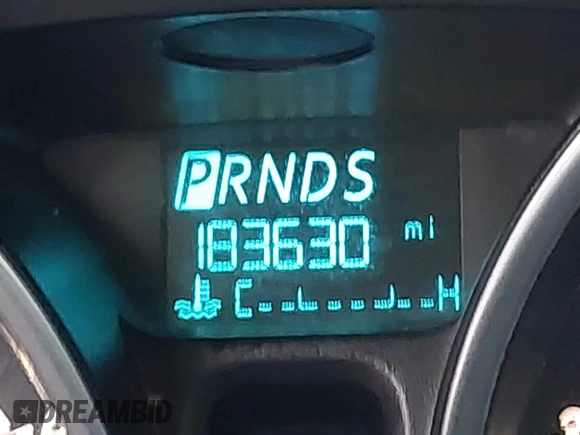 PRNDS
183630 mi
C H
DREAMBID